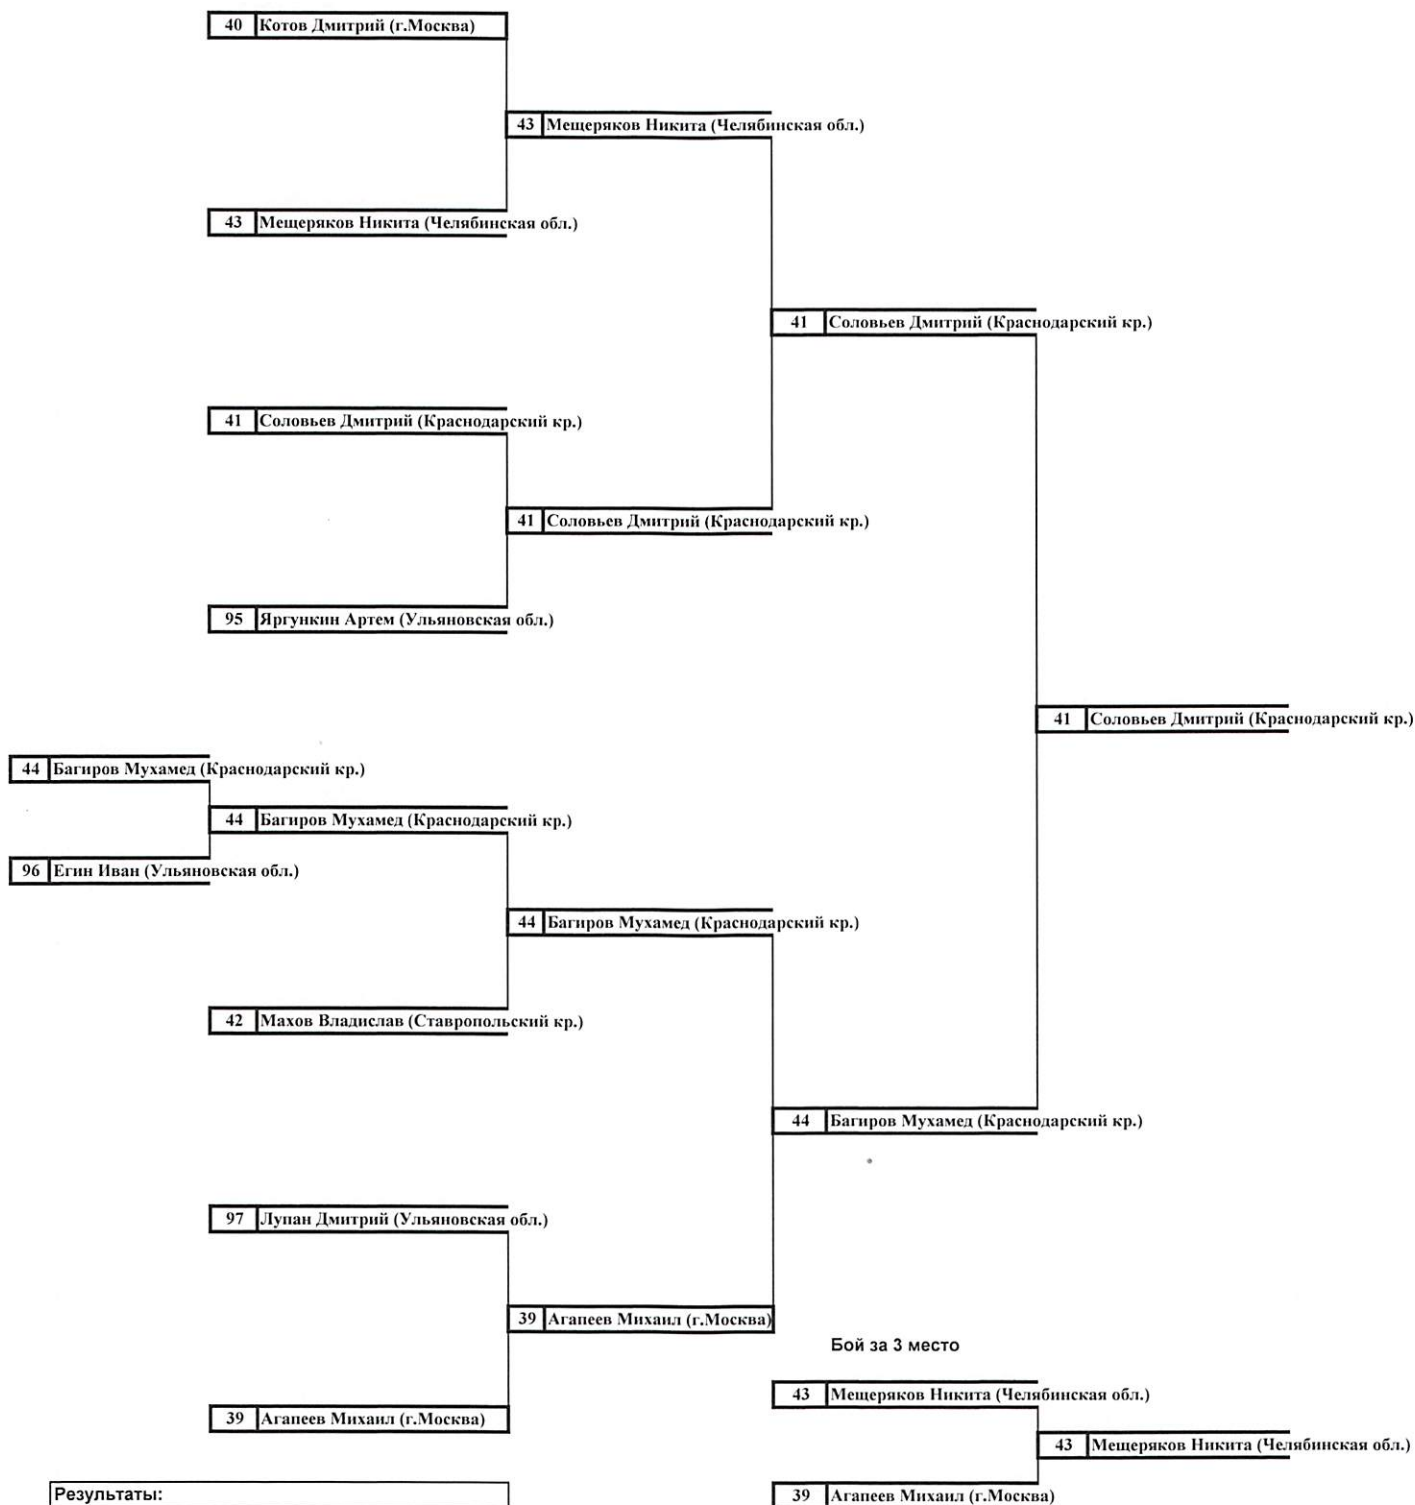 40 Котов Дмитрий (г.Москва)
43 Мещеряков Никита (Челябинская обл.)
43 Мещеряков Никита (Челябинская обл.)
41 Соловьев Дмитрий (Краснодарский кр.)
41 Соловьев Дмитрий (Краснодарский кр.)
41 Соловьев Дмитрий (Краснодарский кр.)
95 Яргункин Артем (Ульяновская обл.)
41 Соловьев Дмитрий (Краснодарский кр.)
44 Багиров Мухамед (Краснодарский кр.)
44 Багиров Мухамед (Краснодарский кр.)
96 Егин Иван (Ульяновская обл.)
44 Багиров Мухамед (Краснодарский кр.)
42 Махов Владислав (Ставропольский кр.)
44 Багиров Мухамед (Краснодарский кр.)
97 Лупан Дмитрий (Ульяновская обл.)
39 Агапеев Михаил (г.Москва)
Бой за 3 место
43 Мещеряков Никита (Челябинская обл.)
39 Агапеев Михаил (г.Москва)
43 Мещеряков Никита (Челябинская обл.)
Результаты:
39 Агапеев Михаил (г.Москва)